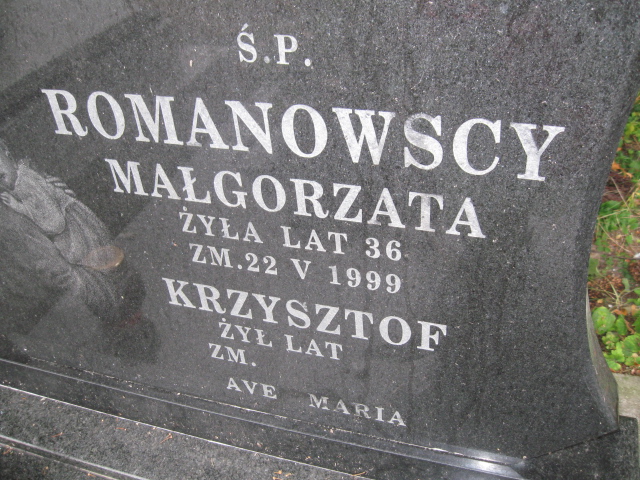 Ś.P.
ROMANOWSCY
MAŁGORZATA
ŻYŁA LAT 36
ZM.22 V 1999
KRZYSZTOF
ŻYŁ LAT
ZM.
AVE MARIA